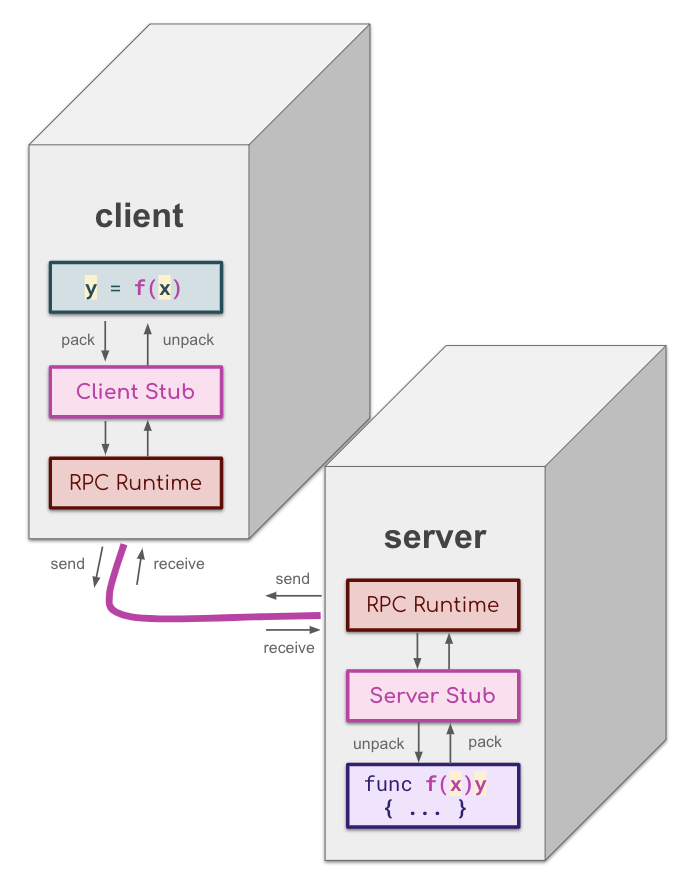 client
y = f(x)
pack
unpack
Client Stub
RPC Runtime
send
receive
server
send
RPC Runtime
receive
Server Stub
unpack
pack
func f(x)y
{ ... }